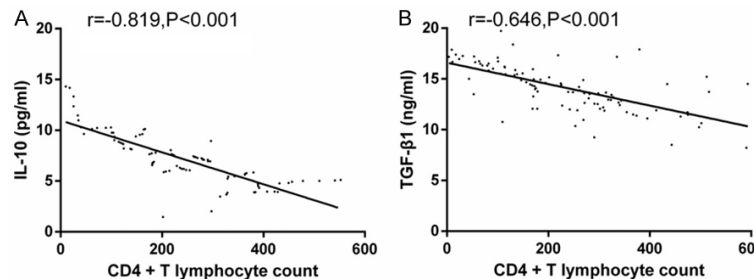 A
r=-0.819,P<0.001
20
15
10
5
0
IL-10 (pg/ml)
0 200 400 600
CD4 + T lymphocyte count
B
r=-0.646,P<0.001
20
15
10
5
0
TGF-β1 (ng/ml)
0 200 400 600
CD4 + T lymphocyte count